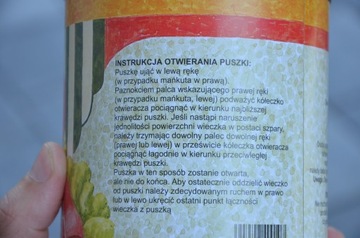 INSTRUKCJA OTWIERANIA PUSZKI:
Puszkę ująć w lewą rękę
(w przypadku mańkuta w prawą).
Paznokciem palca wskazującego prawej ręki
(w przypadku mańkuta, lewej) podważyć kółeczko
otwieracza pociągnąć w kierunku najbliższej
krawędzi puszki. Jeśli nastąpi naruszenie
jednolitości powierzchni wieczka w postaci szpary,
należy trzymając dowolny palec dowolnej ręki
(prawej lub lewej) w prześwicie kółeczka otwieracza
pociągnąć łagodnie w kierunku przeciwległej
krawędzi puszki.
Puszka w ten sposób zostanie otwarta,
ale nie do końca. Aby ostatecznie oddzielić wieczko
od puszki należy zdecydowanym ruchem w prawo
lub w lewo ukręcić ostatni punkt łączności
wieczka z puszką